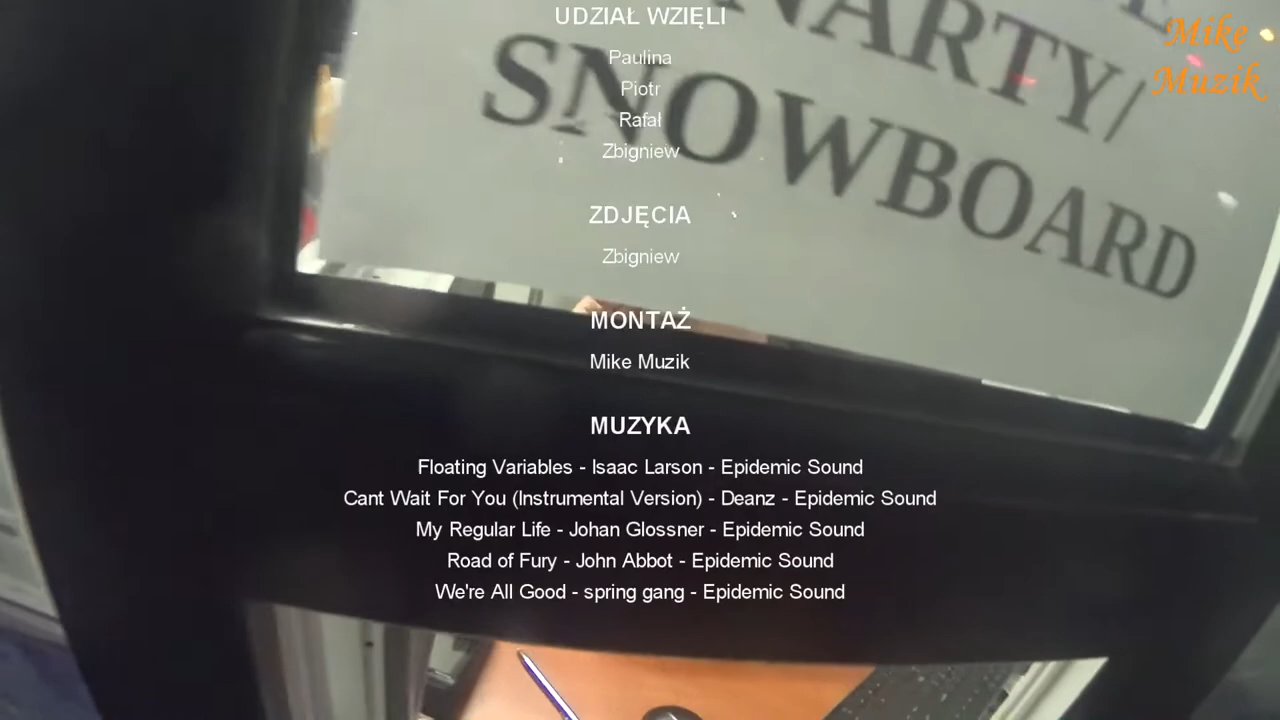 UDZIAŁ WZIĘLI
Paulina
Piotr
Rafał
Zbigniew
ZDJĘCIA
Zbigniew
MONTAŻ
Mike Muzik
MUZYKA
Floating Variables - Isaac Larson - Epidemic Sound
Cant Wait For You (Instrumental Version) - Deanz - Epidemic Sound
My Regular Life - Johan Glossner - Epidemic Sound
Road of Fury - John Abbot - Epidemic Sound
We're All Good - spring gang - Epidemic Sound
NARTY/
SNOWBOARD
Mike
Muzik